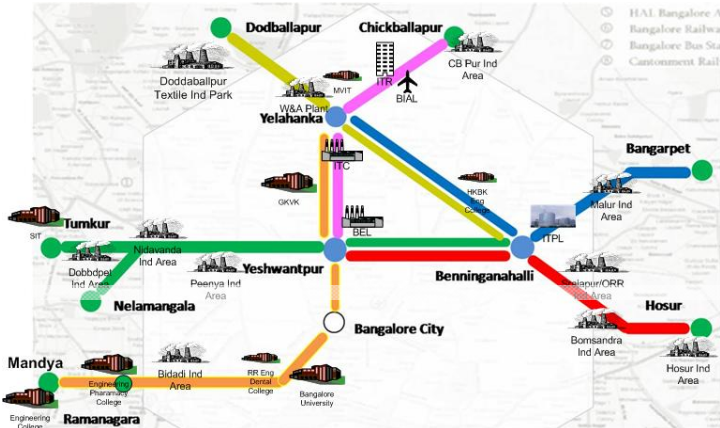 HAL Bangalore A
Dodballapur
Chickballapur
Bangalore Railwa
Bangalore Bus Sta
Cantonment Rail
CB Pur Ind
Area
ITR
BIAL
Doddaballpur
Textile Ind Park
MVIT
W&A Plant
Yelahanka
ITC
Bangarpet
GKVK
HKBK
Eng
College
Malur Ind
Area
SIT
Tumkur
BEL
ITPL
Nidavanda
Ind Area
Dobbdpet
Ind Area
Yeshwantpur
Benninganahalli
Peenya Ind
Area
Ind Area
Nelamangala
Hosur
Bangalore City
Bomsandra
Ind Area
Hosur Ind
Area
Mandya
Engineering
Pharamacy
College
Bidadi Ind
Area
RR Eng
Dental
College
Bangalore
University
Engineering
College
Ramanagara